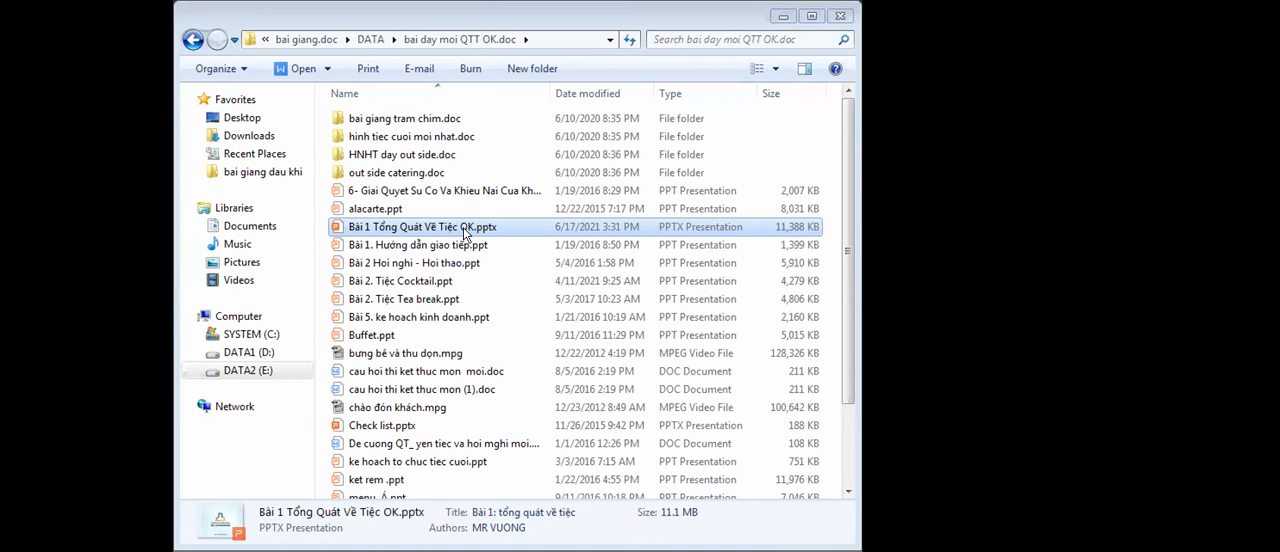 « bai giang.doc ▸ DATA ▸ bai day moi QTT OK.doc ▸ Search bai day moi QTT OK.doc
Organize Open Print E-mail Burn New folder
Name Date modified Type Size
Favorites
Desktop
Downloads
Recent Places
bai giang dau khi
Libraries
Documents
Music
Pictures
Videos
Computer
SYSTEM (C:)
DATA1 (D:)
DATA2 (E:)
Network
bai giang tram chim.doc 6/10/2020 8:35 PM File folder
hinh tiec cuoi moi nhat.doc 6/10/2020 8:35 PM File folder
HNHT day out side.doc 6/10/2020 8:36 PM File folder
out side catering.doc 6/10/2020 8:36 PM File folder
6- Giai Quyet Su Co Va Khieu Nai Cua Kh... 1/19/2016 8:29 PM PPT Presentation 2,007 KB
alacarte.ppt 12/22/2015 7:17 PM PPT Presentation 8,031 KB
Bài 1 Tổng Quát Về Tiệc OK.pptx 6/17/2021 3:31 PM PPTX Presentation 11,388 KB
Bài 1. Hướng dẫn giao tiếp.ppt 1/19/2016 8:50 PM PPT Presentation 1,399 KB
Bài 2 Hoi nghi - Hoi thao.ppt 5/4/2016 1:58 PM PPT Presentation 5,910 KB
Bài 2. Tiệc Cocktail.ppt 4/11/2021 9:25 AM PPT Presentation 4,279 KB
Bài 2. Tiệc Tea break.ppt 5/3/2017 10:23 AM PPT Presentation 4,806 KB
Bài 5. ke hoach kinh doanh.ppt 1/21/2016 10:19 AM PPT Presentation 2,160 KB
Buffet.ppt 9/11/2016 11:29 PM PPT Presentation 5,015 KB
bưng bê và thu dọn.mpg 12/22/2012 4:19 PM MPEG Video File 128,326 KB
cau hoi thi ket thuc mon moi.doc 8/5/2016 2:19 PM DOC Document 211 KB
cau hoi thi ket thuc mon (1).doc 8/5/2016 2:19 PM DOC Document 211 KB
chào đón khách.mpg 12/23/2012 8:49 AM MPEG Video File 100,642 KB
Check list.pptx 11/26/2015 9:42 PM PPTX Presentation 188 KB
De cuong QT_ yen tiec va hoi mghi moi.... 1/1/2016 12:26 PM DOC Document 108 KB
ke hoach to chuc tiec cuoi.ppt 3/3/2016 7:15 AM PPT Presentation 751 KB
ket rem .ppt 1/22/2016 4:55 PM PPT Presentation 11,976 KB
menu Á.ppt 9/11/2016 10:18 PM PPT Presentation 7,046 KB
Bài 1 Tổng Quát Về Tiệc OK.pptx Title: Bài 1: tổng quát về tiệc Size: 11.1 MB
PPTX Presentation Authors: MR VUONG